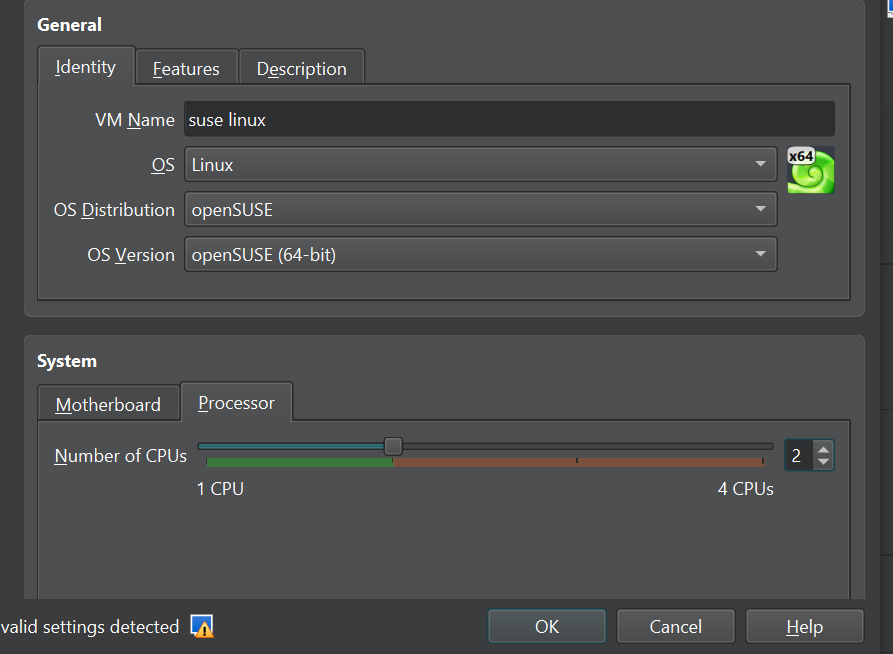 General
Identity Features Description
VM Name suse linux
OS Linux
x64
OS Distribution openSUSE
OS Version openSUSE (64-bit)
System
Motherboard Processor
Number of CPUs 2
1 CPU 4 CPUs
valid settings detected OK Cancel Help